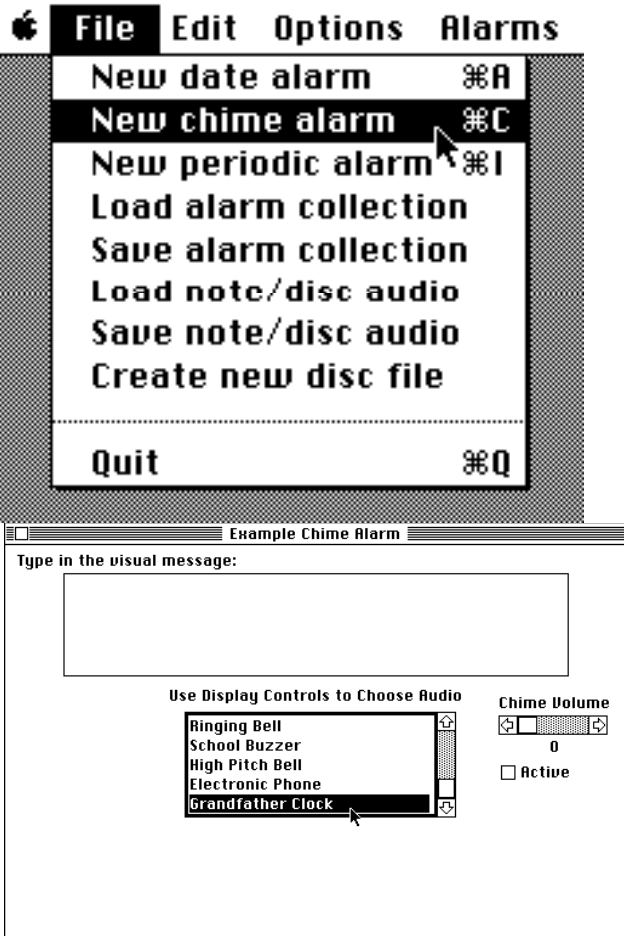 File Edit Options Alarms
New date alarm ⌘A
New chime alarm ⌘C
New periodic alarm ⌘I
Load alarm collection
Save alarm collection
Load note/disc audio
Save note/disc audio
Create new disc file
Quit ⌘Q
Example Chime Alarm
Type in the visual message:
Use Display Controls to Choose Audio
Chime Volume
Ringing Bell
School Buzzer
High Pitch Bell
Electronic Phone
Grandfather Clock
0
Active